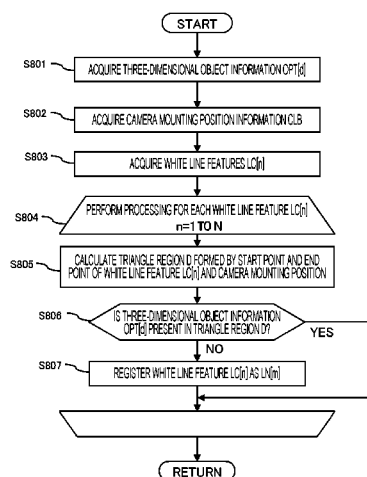 START
S801
ACQUIRE THREE-DIMENSIONAL OBJECT INFORMATION OPT[d]
S802
ACQUIRE CAMERA MOUNTING POSITION INFORMATION CLB
S803
ACQUIRE WHITE LINE FEATURES LC[n]
S804
PERFORM PROCESSING FOR EACH WHITE LINE FEATURE LC[n]
n=1 TO N
S805
CALCULATE TRIANGLE REGION D FORMED BY START POINT AND END
POINT OF WHITE LINE FEATURE LC[n] AND CAMERA MOUNTING POSITION
S806
IS THREE-DIMENSIONAL OBJECT INFORMATION
OPT[d] PRESENT IN TRIANGLE REGION D?
YES
NO
S807
REGISTER WHITE LINE FEATURE LC[n] AS LN[m]
RETURN